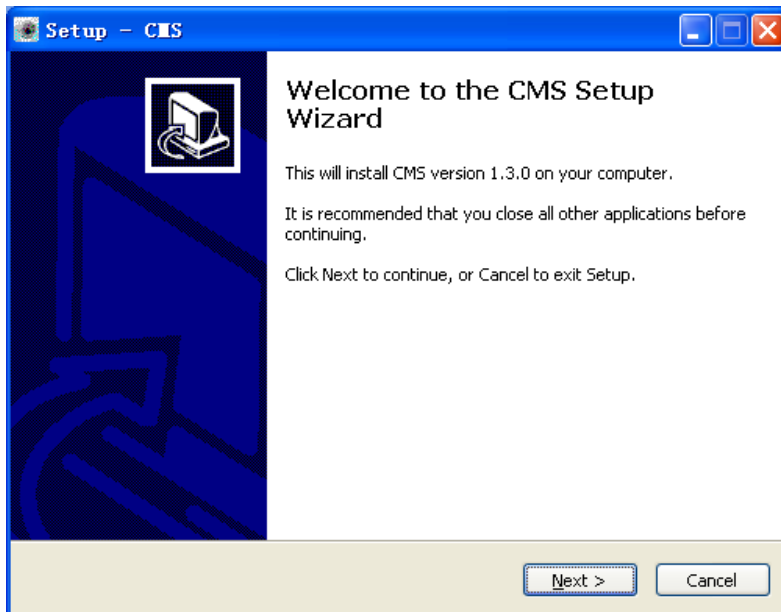 Setup - CMS
Welcome to the CMS Setup
Wizard
This will install CMS version 1.3.0 on your computer.
It is recommended that you close all other applications before
continuing.
Click Next to continue, or Cancel to exit Setup.
Next >
Cancel